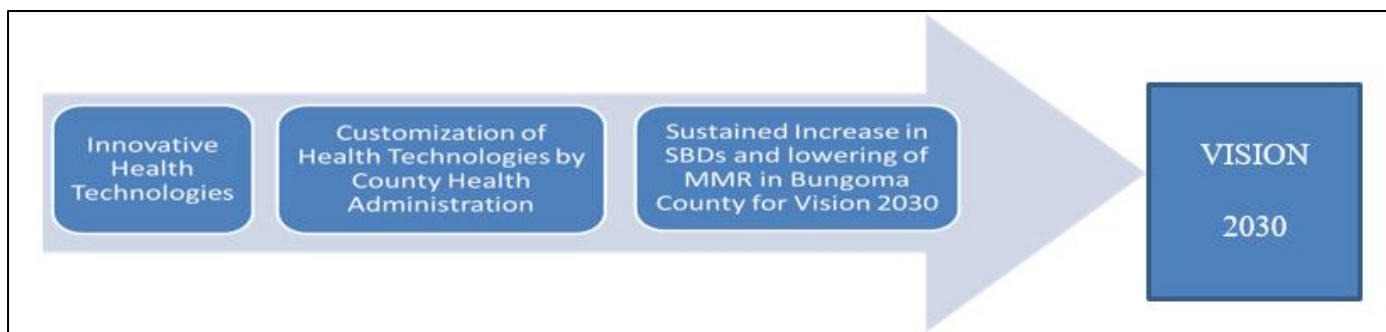 Innovative
Health
Technologies
Customization of
Health Technologies by
County Health
Administration
Sustained Increase in
SBDs and lowering of
MMR in Bungoma
County for Vision 2030
VISION
2030